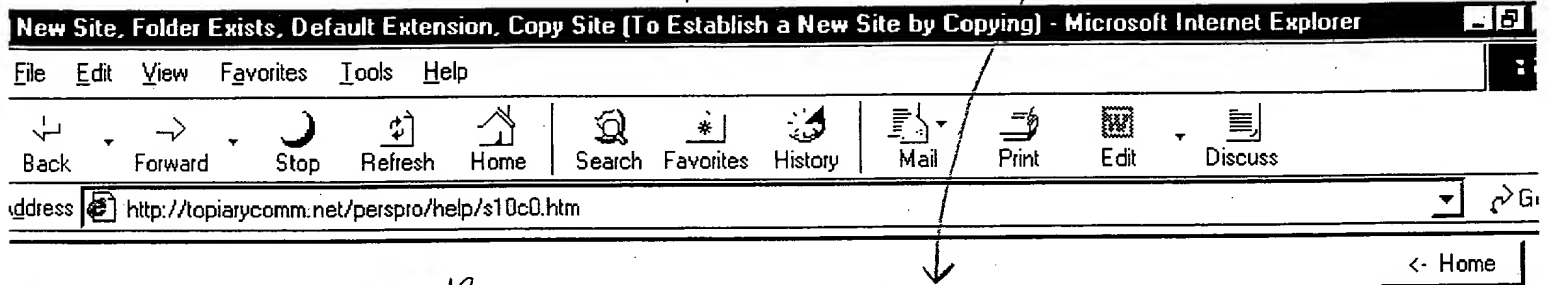 New Site, Folder Exists, Default Extension, Copy Site (To Establish a New Site by Copying) - Microsoft Internet Explorer
File Edit View Favorites Tools Help
Back Forward Stop Refresh Home Search Favorites History Mail Print Edit Discuss
Address http://topiarycomm.net/perspro/help/s10c0.htm
<- Home